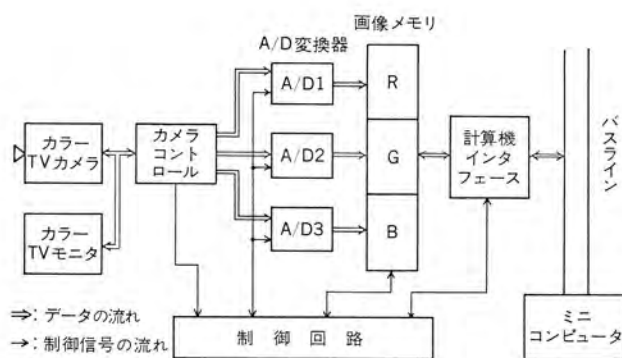 画像メモリ
A/D変換器
A/D1
R
カラー
TVカメラ
カメラ
コント
ロール
A/D2
G
計算機
インタ
フェース
バスライン
カラー
TVモニタ
A/D3
B
⇒: データの流れ
→: 制御信号の流れ
制御回路
ミニ
コンピュータ